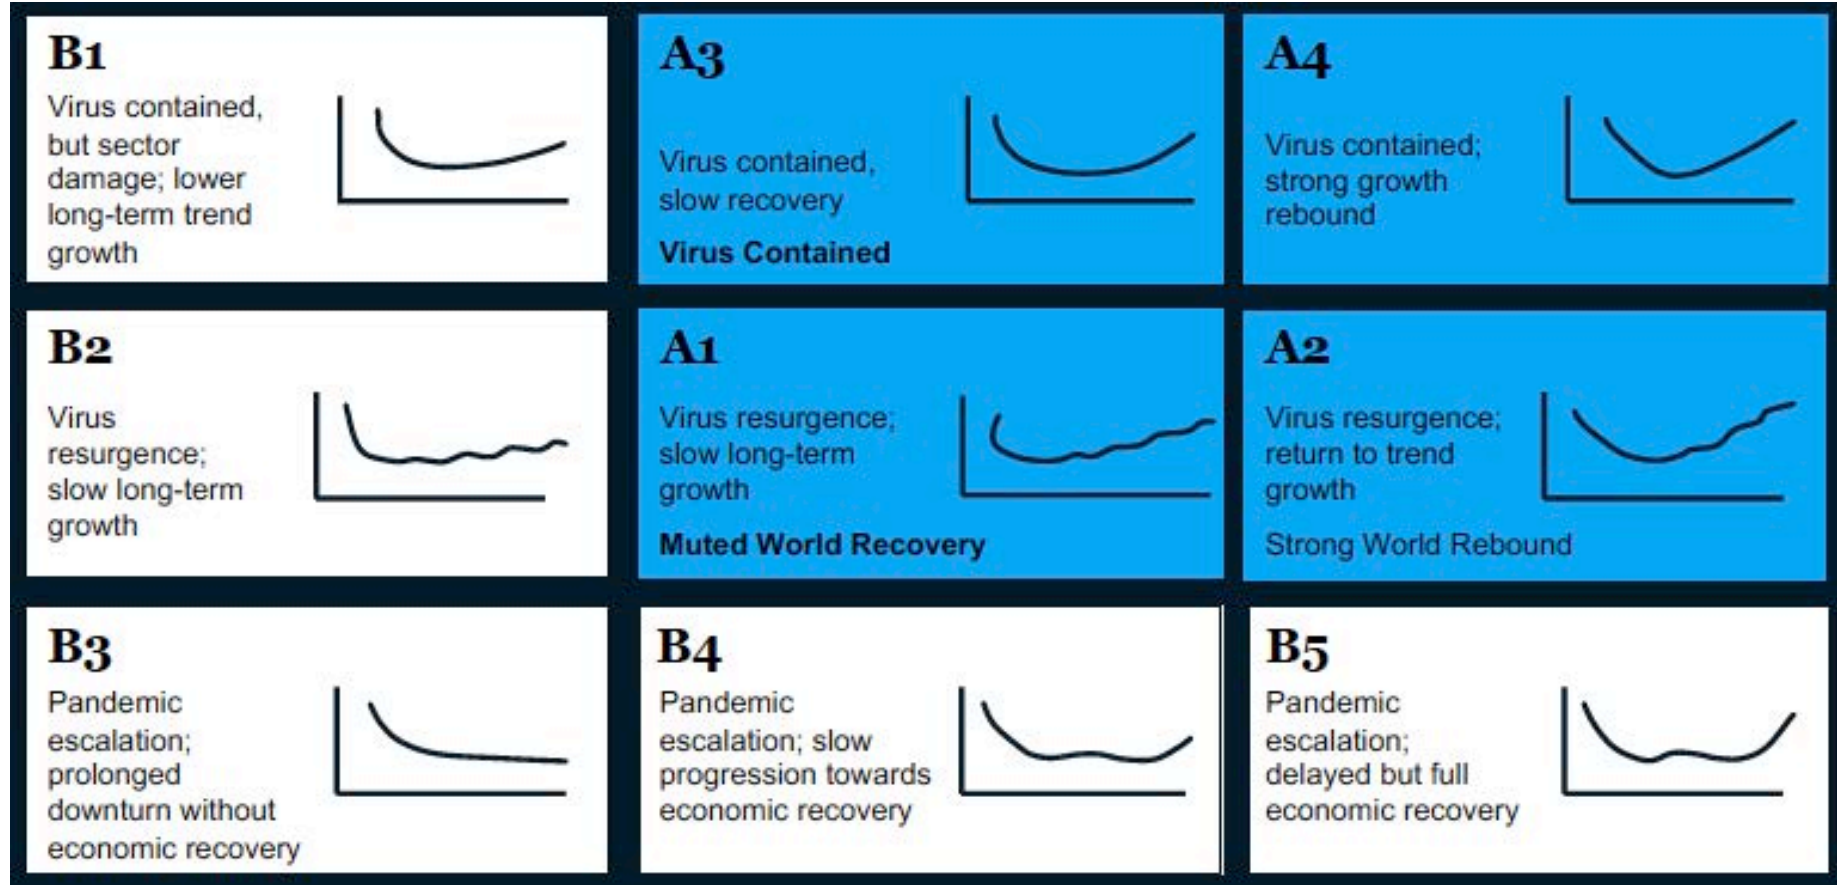 B1
Virus contained,
but sector
damage; lower
long-term trend
growth
A3
Virus contained,
slow recovery
Virus Contained
A4
Virus contained;
strong growth
rebound
B2
Virus
resurgence;
slow long-term
growth
A1
Virus resurgence;
slow long-term
growth
Muted World Recovery
A2
Virus resurgence;
return to trend
growth
Strong World Rebound
B3
Pandemic
escalation;
prolonged
downturn without
economic recovery
B4
Pandemic
escalation; slow
progression towards
economic recovery
B5
Pandemic
escalation;
delayed but full
economic recovery